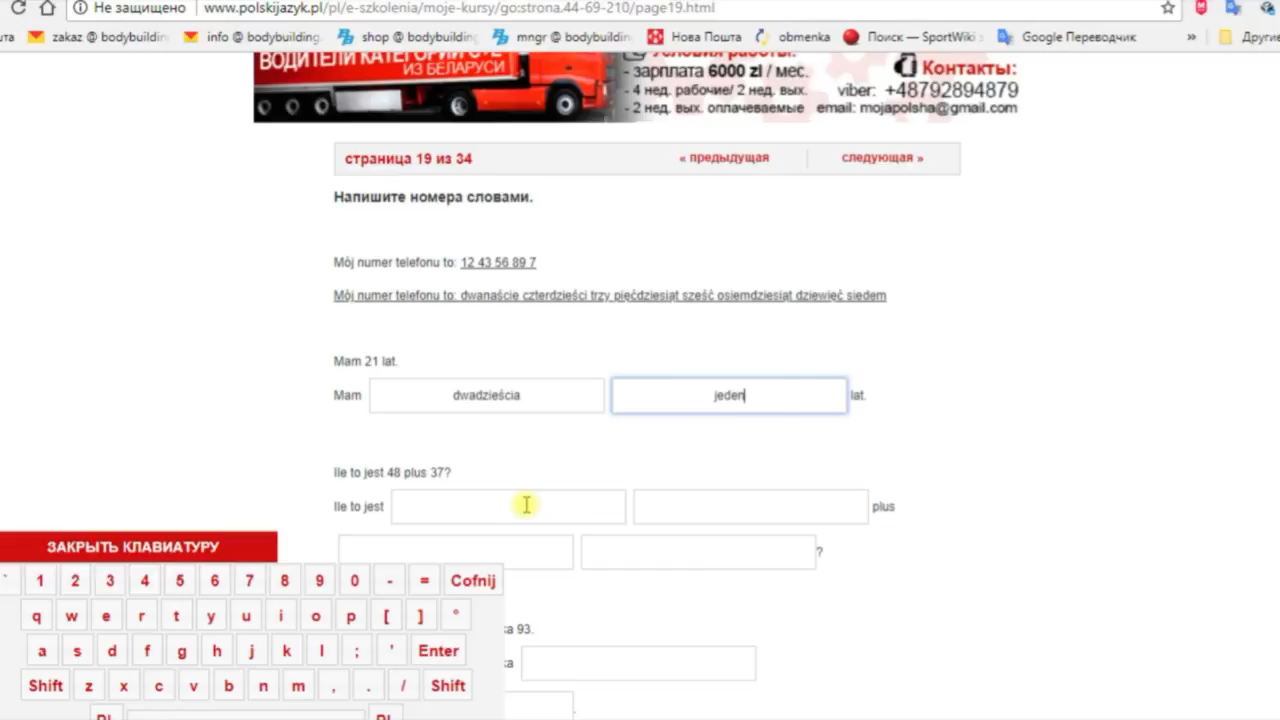 Не защищено www.polskijazyk.pl/pl/e-szkolenia/moje-kursy/go:strona,44-69-210/page19.html
zakaz @ bodybuildin info @ bodybuilding shop @ bodybuilding mngr @ bodybuildin Нова Пошта obmenka Поиск — SportWiki Google Переводчик » Другие
ВОДИТЕЛИ КАТЕГОРИИ С+Е
ИЗ БЕЛАРУСИ
Условия работы:
- зарплата 6000 zl / мес.
- 4 нед. рабочие/ 2 нед. вых.
- 2 нед. вых. оплачиваемые
Контакты:
viber: +48792894879
email: mojapolsha@gmail.com
страница 19 из 34 « предыдущая следующая »
Напишите номера словами.
Mój numer telefonu to: 12 43 56 89 7
Mój numer telefonu to: dwanaście czterdzieści trzy pięćdziesiąt sześć osiemdziesiąt dziewięć siedem
Mam 21 lat.
Mam dwadzieścia jeden lat.
Ile to jest 48 plus 37?
Ile to jest plus
?
ka 93.
ka
.
ЗАКРЫТЬ КЛАВИАТУРУ
` 1 2 3 4 5 6 7 8 9 0 - = Cofnij
q w e r t y u i o p [ ] °
a s d f g h j k l ; ' Enter
Shift z x c v b n m , . / Shift
PL PL